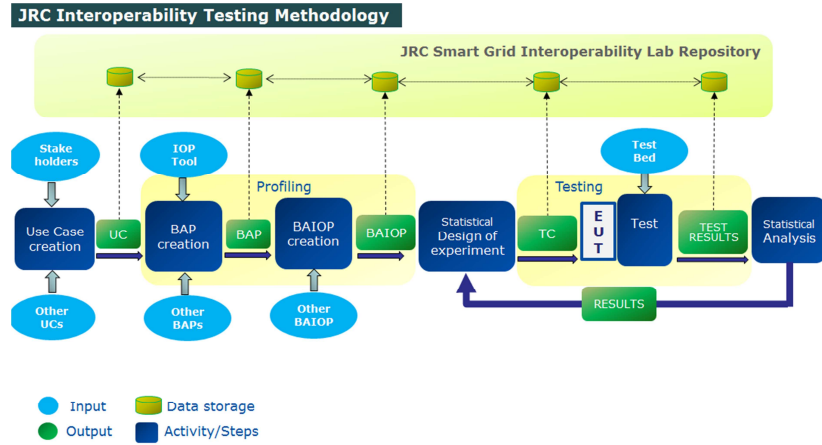 JRC Interoperability Testing Methodology
JRC Smart Grid Interoperability Lab Repository
Stake
holders
IOP
Tool
Test
Bed
Profiling
Testing
Use Case
creation
UC
BAP
creation
BAP
BAIOP
creation
BAIOP
Statistical
Design of
experiment
TC
E
U
T
Test
TEST
RESULTS
Statistical
Analysis
Other
UCs
Other
BAPs
Other
BAIOP
RESULTS
Input
Data storage
Output
Activity/Steps